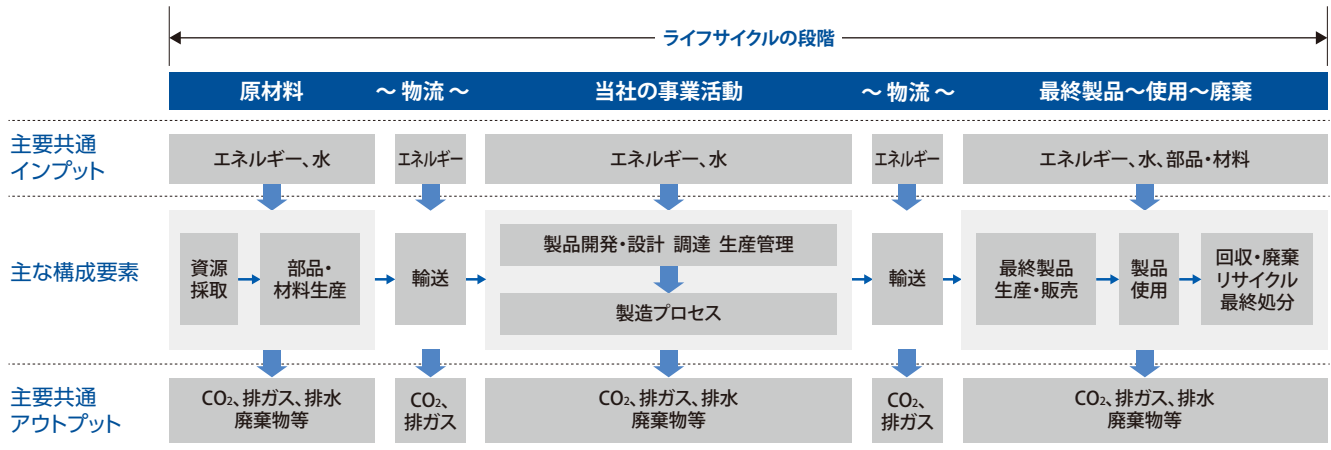 ライフサイクルの段階
原材料
～ 物流 ～
当社の事業活動
～ 物流 ～
最終製品～使用～廃棄
主要共通
インプット
エネルギー、水
エネルギー
エネルギー、水
エネルギー
エネルギー、水、部品・材料
主な構成要素
資源
採取
部品・
材料生産
輸送
製品開発・設計 調達 生産管理
製造プロセス
輸送
最終製品
生産・販売
製品
使用
回収・廃棄
リサイクル
最終処分
主要共通
アウトプット
CO₂、排ガス、排水
廃棄物等
CO₂、
排ガス
CO₂、排ガス、排水
廃棄物等
CO₂、
排ガス
CO₂、排ガス、排水
廃棄物等